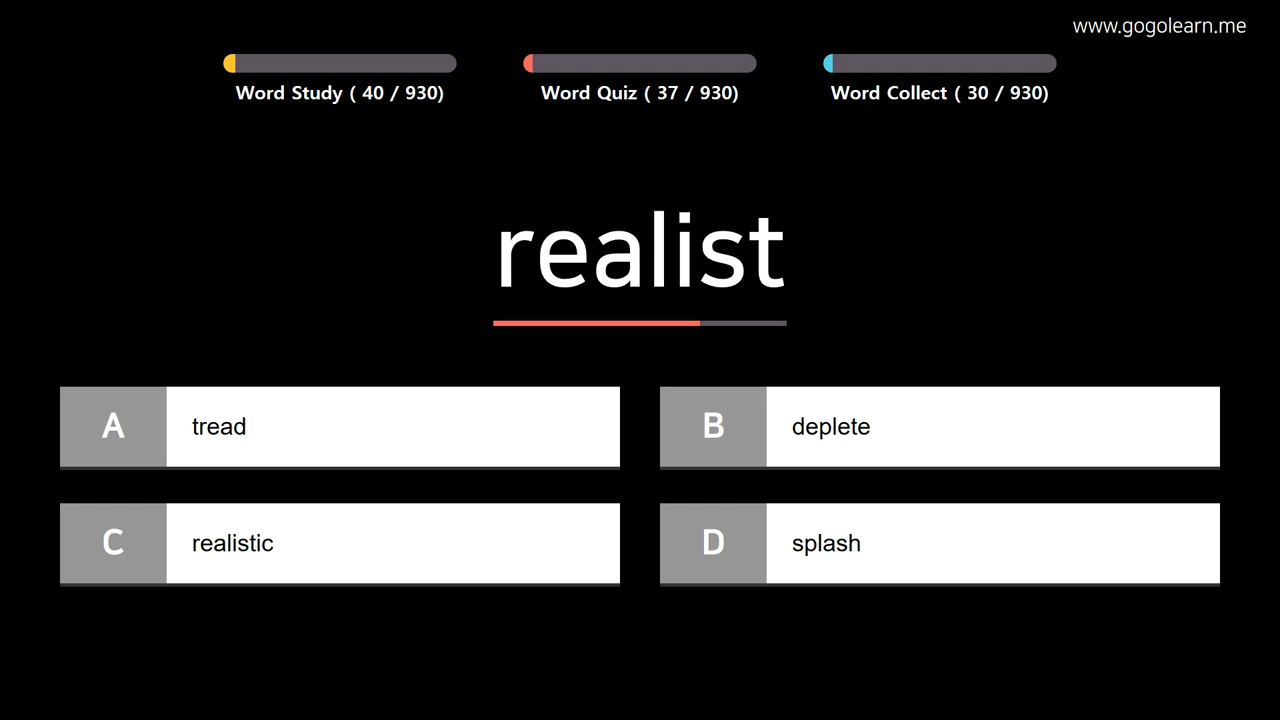 www.gogolearn.me
Word Study ( 40 / 930)
Word Quiz ( 37 / 930)
Word Collect ( 30 / 930)
realist
A tread
B deplete
C realistic
D splash